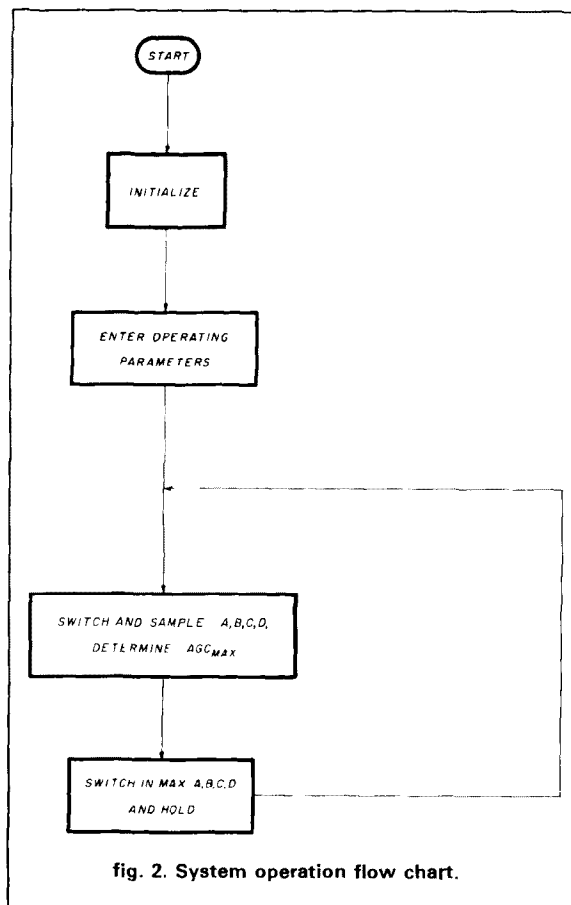 START
INITIALIZE
ENTER OPERATING
PARAMETERS
SWITCH AND SAMPLE A,B,C,D,
DETERMINE AGCMAX
SWITCH IN MAX A,B,C,D
AND HOLD
fig. 2. System operation flow chart.